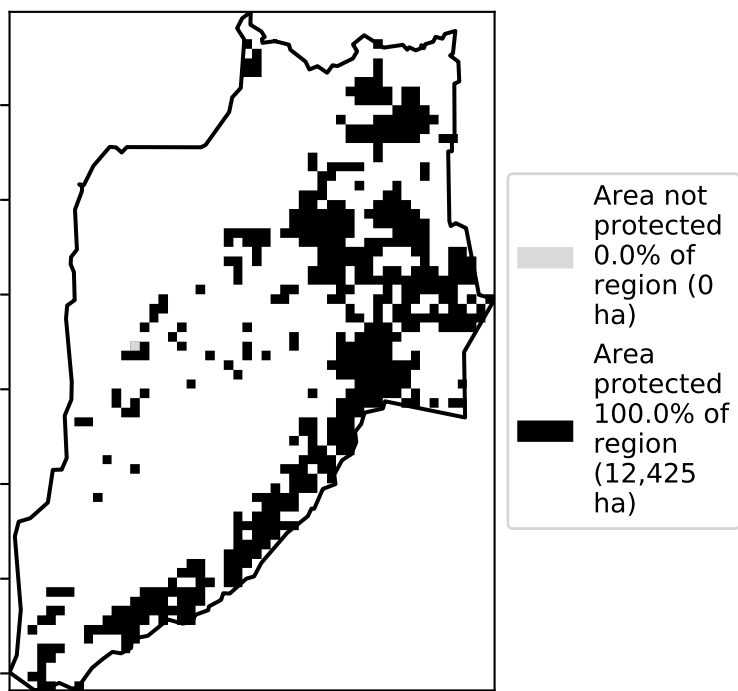 Area not
protected
0.0% of
region (0
ha)
Area
protected
100.0% of
region
(12,425
ha)